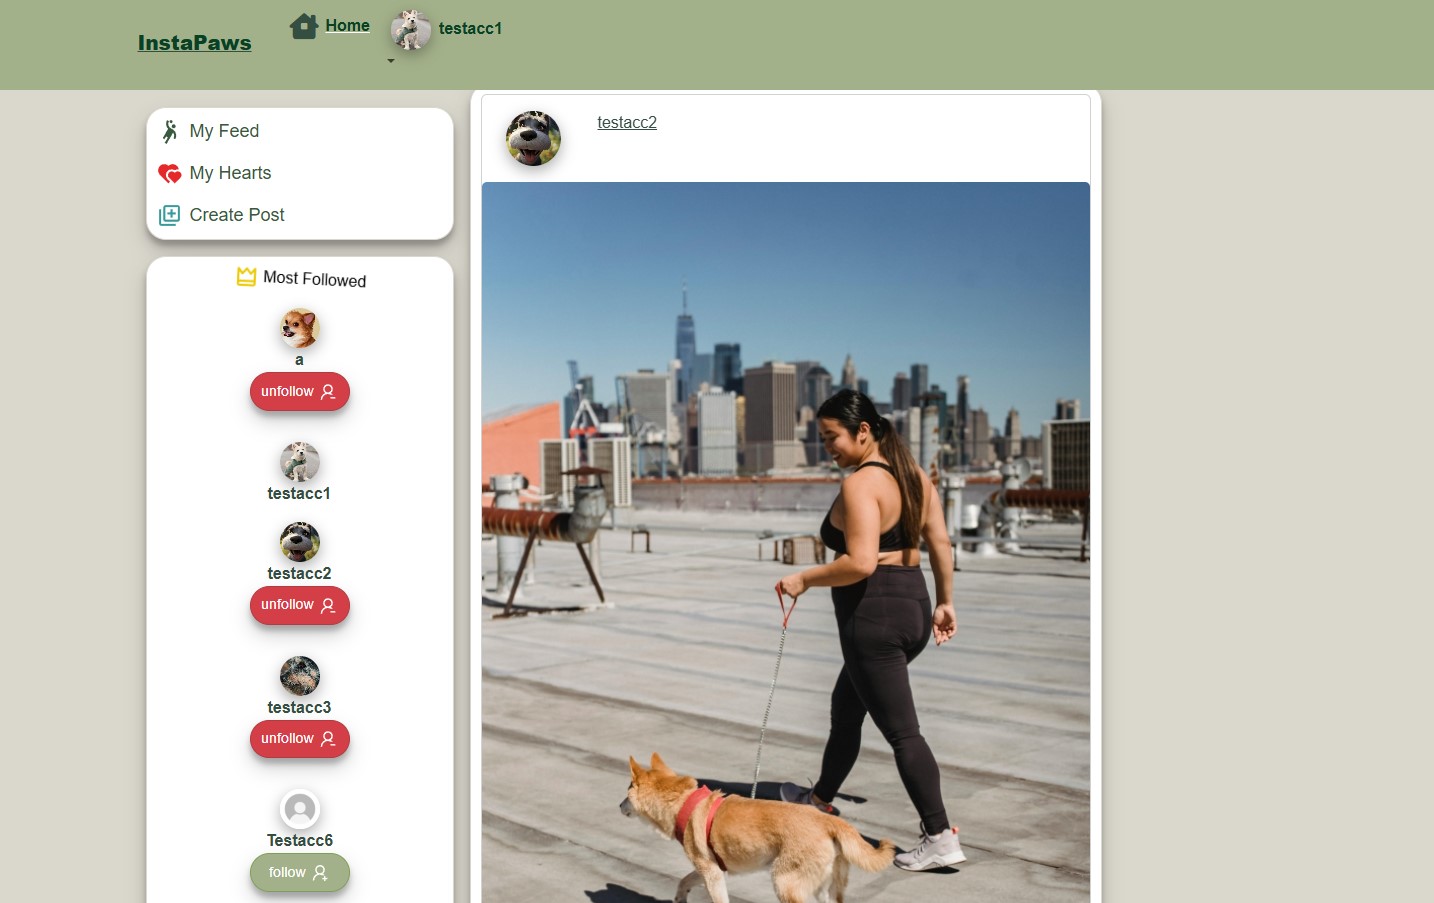 InstaPaws
Home
testacc1
My Feed
My Hearts
Create Post
Most Followed
a
unfollow
testacc1
testacc2
unfollow
testacc3
unfollow
Testacc6
follow
testacc2